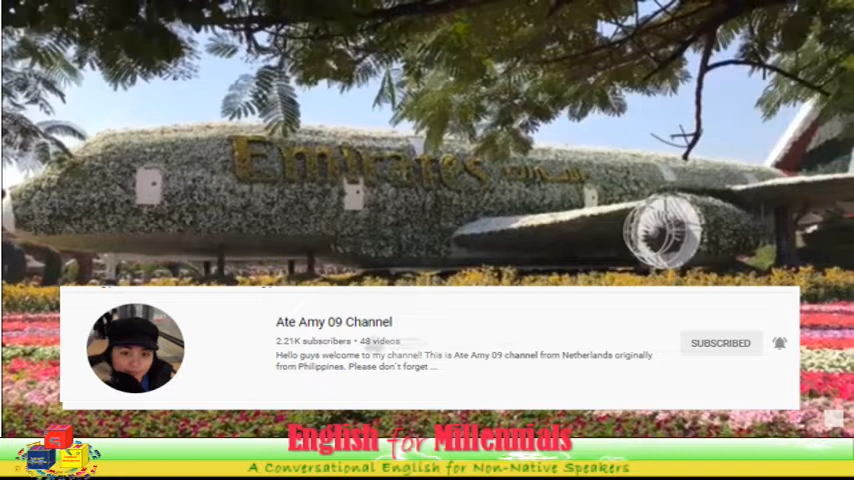 Emirates
Ate Amy 09 Channel
2.21K subscribers • 48 videos
Hello guys welcome to my channel! This is Ate Amy 09 channel from Netherlands originally
from Philippines. Please don't forget ...
SUBSCRIBED
English for Millennials
A Conversational English for Non-Native Speakers